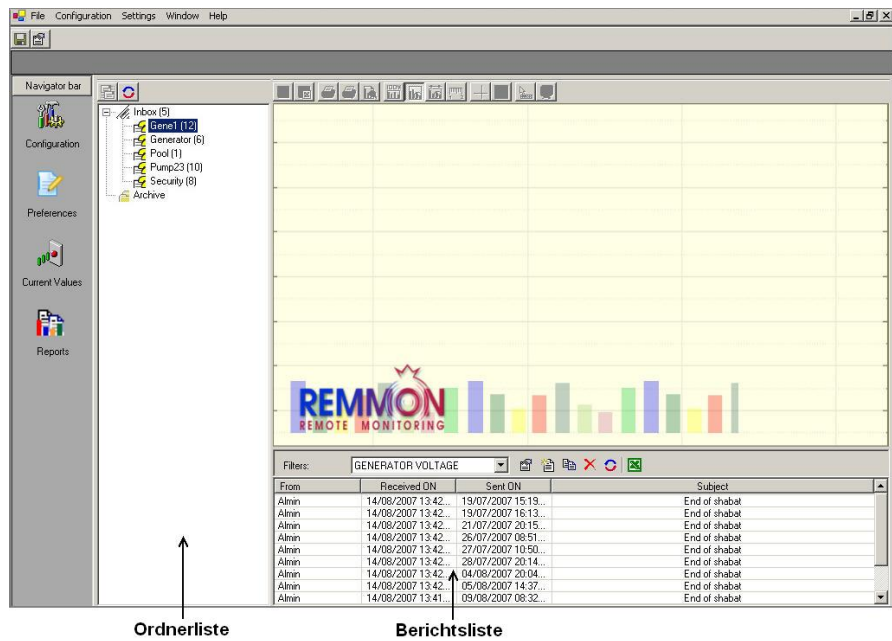 File Configuration Settings Window Help
Navigator bar
Configuration
Preferences
Current Values
Reports
Inbox (5)
Gene1 (12)
Generator (6)
Pool (1)
Pump23 (10)
Security (8)
Archive
REMMON
REMOTE MONITORING
Filters: GENERATOR VOLTAGE
From Received ON Sent ON Subject
Almin 14/08/2007 13:42... 19/07/2007 15:19... End of shabat
Almin 14/08/2007 13:42... 19/07/2007 16:13... End of shabat
Almin 14/08/2007 13:42... 21/07/2007 20:15... End of shabat
Almin 14/08/2007 13:42... 26/07/2007 08:51... End of shabat
Almin 14/08/2007 13:42... 27/07/2007 10:50... End of shabat
Almin 14/08/2007 13:42... 28/07/2007 20:14... End of shabat
Almin 14/08/2007 13:42... 04/08/2007 20:04... End of shabat
Almin 14/08/2007 13:42... 05/08/2007 14:37... End of shabat
Almin 14/08/2007 13:41... 09/08/2007 08:32... End of shabat
Ordnerliste
Berichtsliste